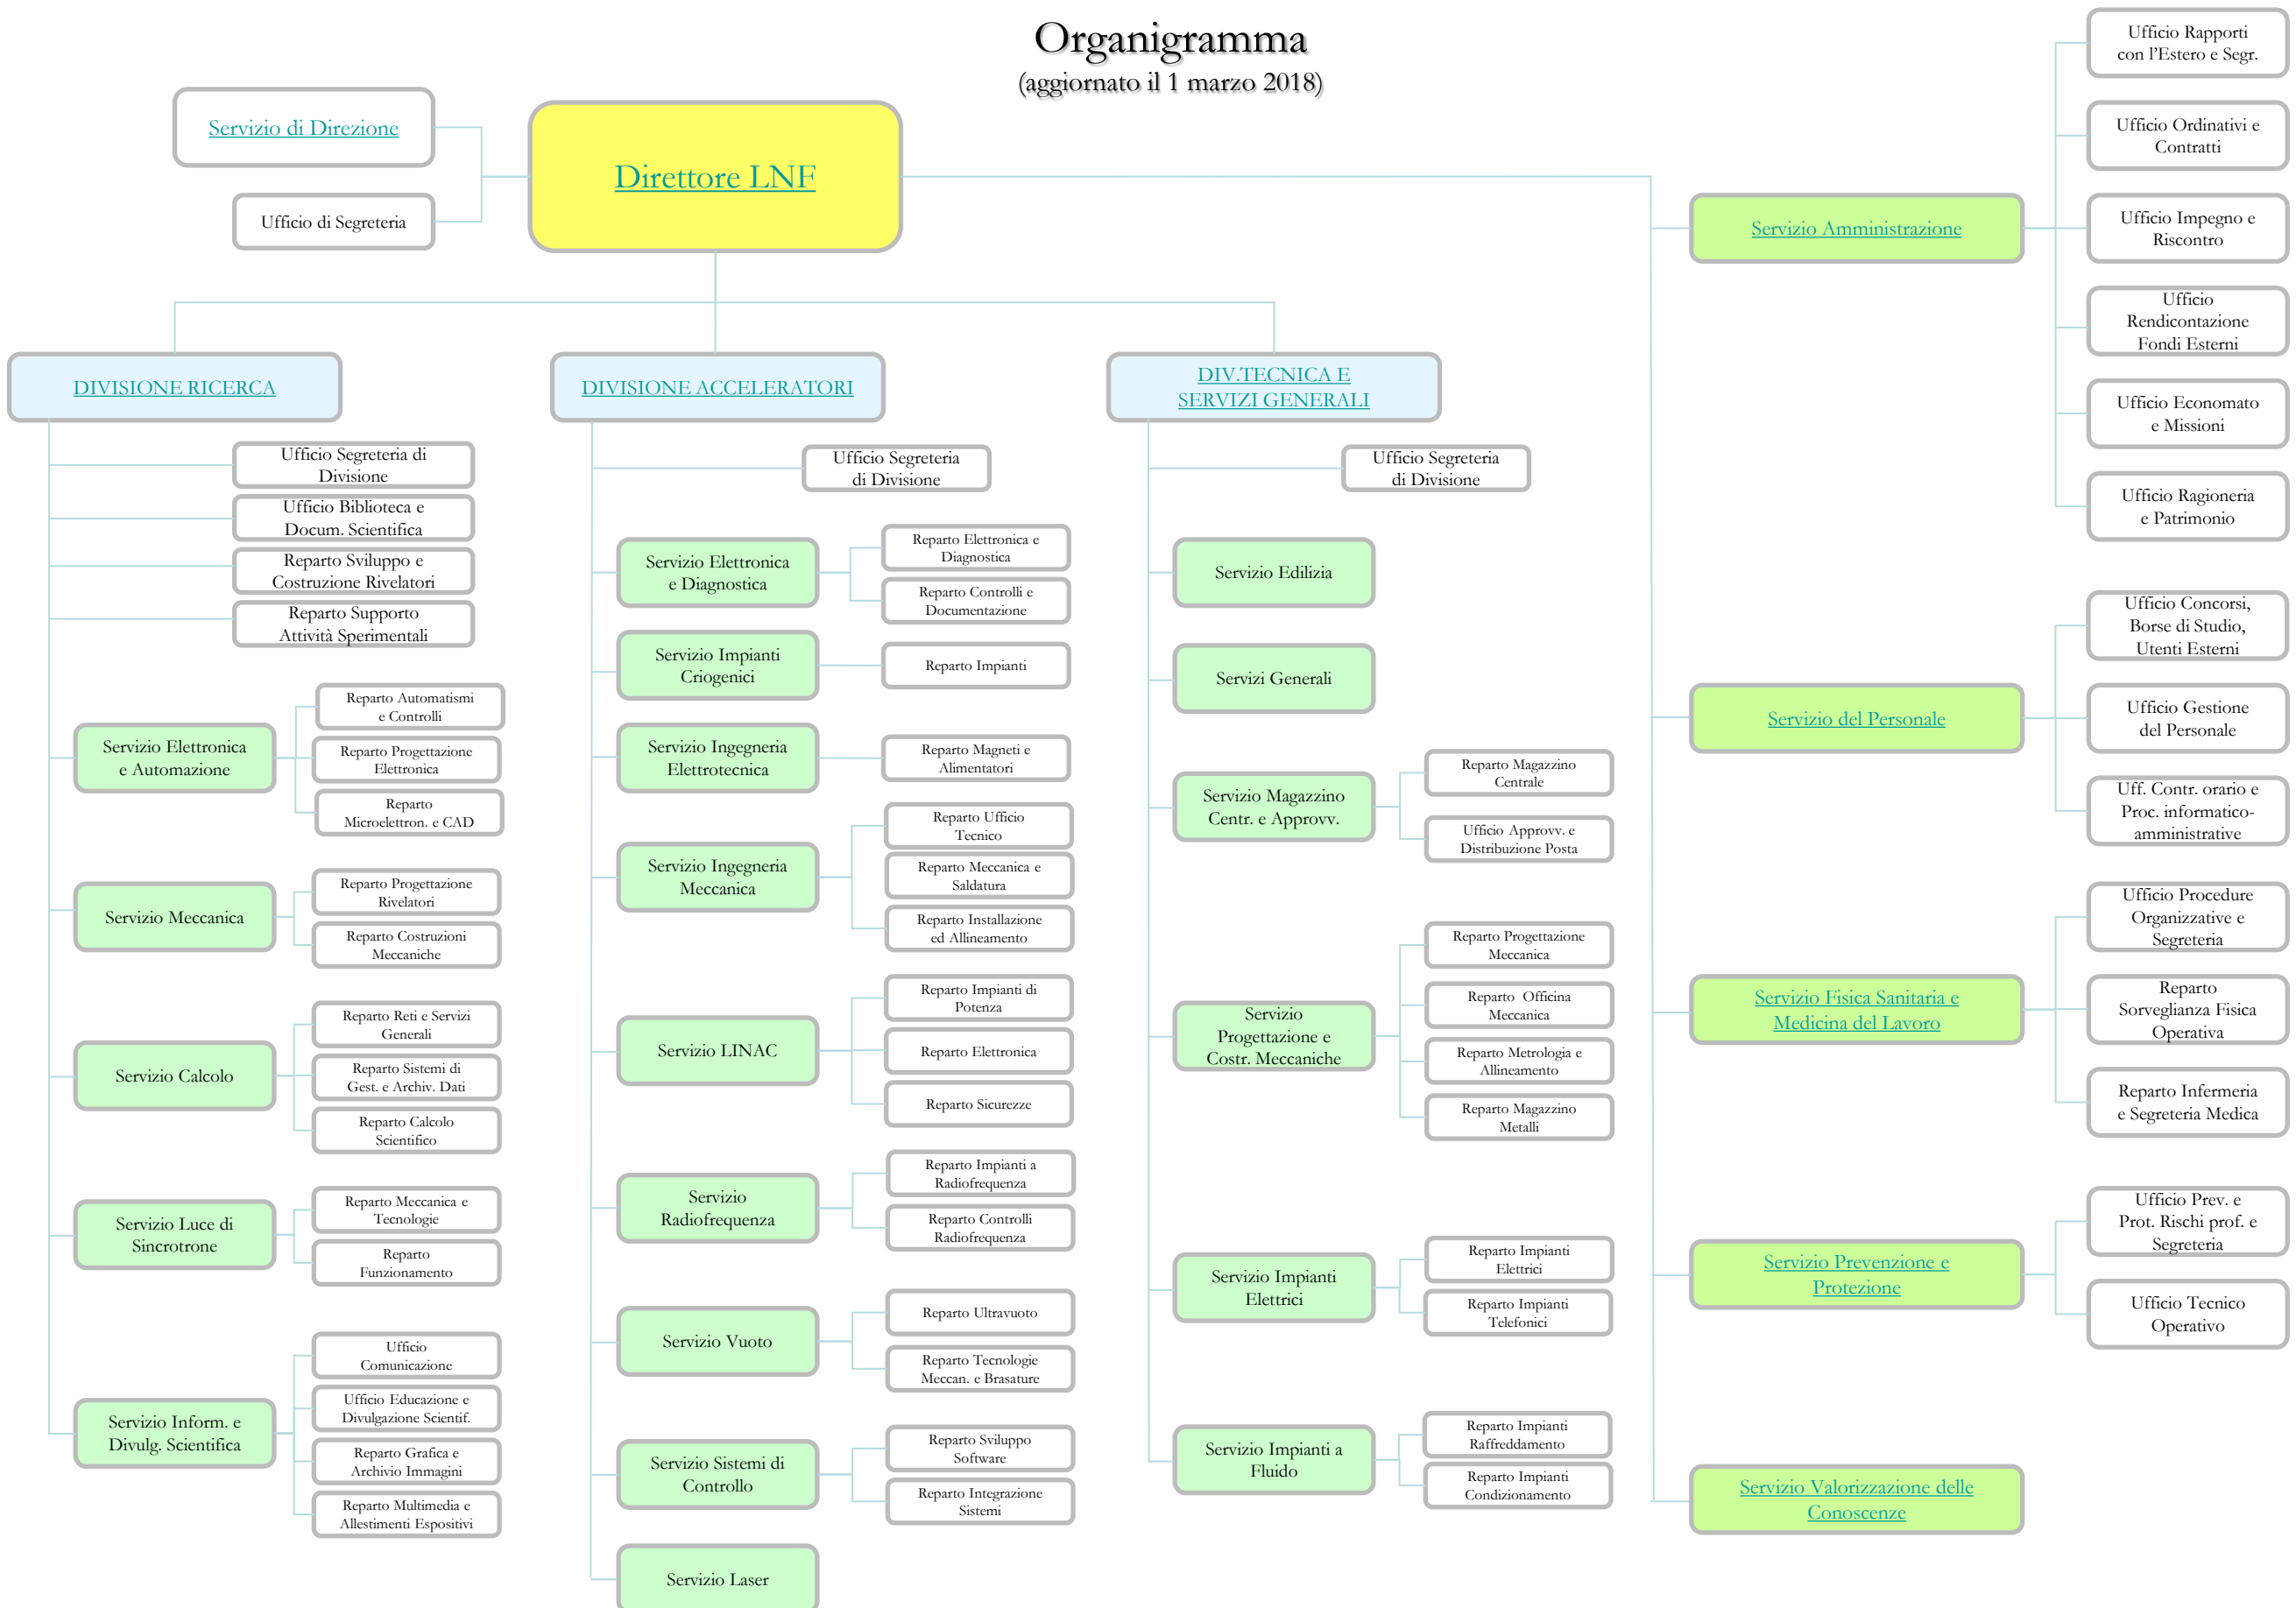 Organigramma
(aggiornato il 1 marzo 2018)
Servizio di Direzione
Ufficio di Segreteria
Direttore LNF
DIVISIONE RICERCA
Ufficio Segreteria di
Divisione
Ufficio Biblioteca e
Docum. Scientifica
Reparto Sviluppo e
Costruzione Rivelatori
Reparto Supporto
Attività Sperimentali
Servizio Elettronica
e Automazione
Reparto Automatismi
e Controlli
Reparto Progettazione
Elettronica
Reparto
Microelettron. e CAD
Servizio Meccanica
Reparto Progettazione
Rivelatori
Reparto Costruzioni
Meccaniche
Servizio Calcolo
Reparto Reti e Servizi
Generali
Reparto Sistemi di
Gest. e Archiv. Dati
Reparto Calcolo
Scientifico
Servizio Luce di
Sincrotrone
Reparto Meccanica e
Tecnologie
Reparto
Funzionamento
Servizio Inform. e
Divulg. Scientifica
Ufficio
Comunicazione
Ufficio Educazione e
Divulgazione Scientif.
Reparto Grafica e
Archivio Immagini
Reparto Multimedia e
Allestimenti Espositivi
DIVISIONE ACCELERATORI
Ufficio Segreteria
di Divisione
Servizio Elettronica
e Diagnostica
Reparto Elettronica e
Diagnostica
Reparto Controlli e
Documentazione
Servizio Impianti
Criogenici
Reparto Impianti
Servizio Ingegneria
Elettrotecnica
Reparto Magneti e
Alimentatori
Servizio Ingegneria
Meccanica
Reparto Ufficio
Tecnico
Reparto Meccanica e
Saldatura
Reparto Installazione
ed Allineamento
Servizio LINAC
Reparto Impianti di
Potenza
Reparto Elettronica
Reparto Sicurezze
Servizio
Radiofrequenza
Reparto Impianti a
Radiofrequenza
Reparto Controlli
Radiofrequenza
Servizio Vuoto
Reparto Ultravuoto
Reparto Tecnologie
Meccan. e Brasature
Servizio Sistemi di
Controllo
Reparto Sviluppo
Software
Reparto Integrazione
Sistemi
Servizio Laser
DIV.TECNICA E
SERVIZI GENERALI
Ufficio Segreteria
di Divisione
Servizio Edilizia
Servizi Generali
Servizio Magazzino
Centr. e Approvv.
Reparto Magazzino
Centrale
Ufficio Approvv. e
Distribuzione Posta
Servizio
Progettazione e
Costr. Meccaniche
Reparto Progettazione
Meccanica
Reparto Officina
Meccanica
Reparto Metrologia e
Allineamento
Reparto Magazzino
Metalli
Servizio Impianti
Elettrici
Reparto Impianti
Elettrici
Reparto Impianti
Telefonici
Servizio Impianti a
Fluido
Reparto Impianti
Raffreddamento
Reparto Impianti
Condizionamento
Servizio Amministrazione
Ufficio Rapporti
con l'Estero e Segr.
Ufficio Ordinativi e
Contratti
Ufficio Impegno e
Riscontro
Ufficio
Rendicontazione
Fondi Esterni
Ufficio Economato
e Missioni
Ufficio Ragioneria
e Patrimonio
Servizio del Personale
Ufficio Concorsi,
Borse di Studio,
Utenti Esterni
Ufficio Gestione
del Personale
Uff. Contr. orario e
Proc. informatico-
amministrative
Servizio Fisica Sanitaria e
Medicina del Lavoro
Ufficio Procedure
Organizzative e
Segreteria
Reparto
Sorveglianza Fisica
Operativa
Reparto Infermeria
e Segreteria Medica
Servizio Prevenzione e
Protezione
Ufficio Prev. e
Prot. Rischi prof. e
Segreteria
Ufficio Tecnico
Operativo
Servizio Valorizzazione delle
Conoscenze